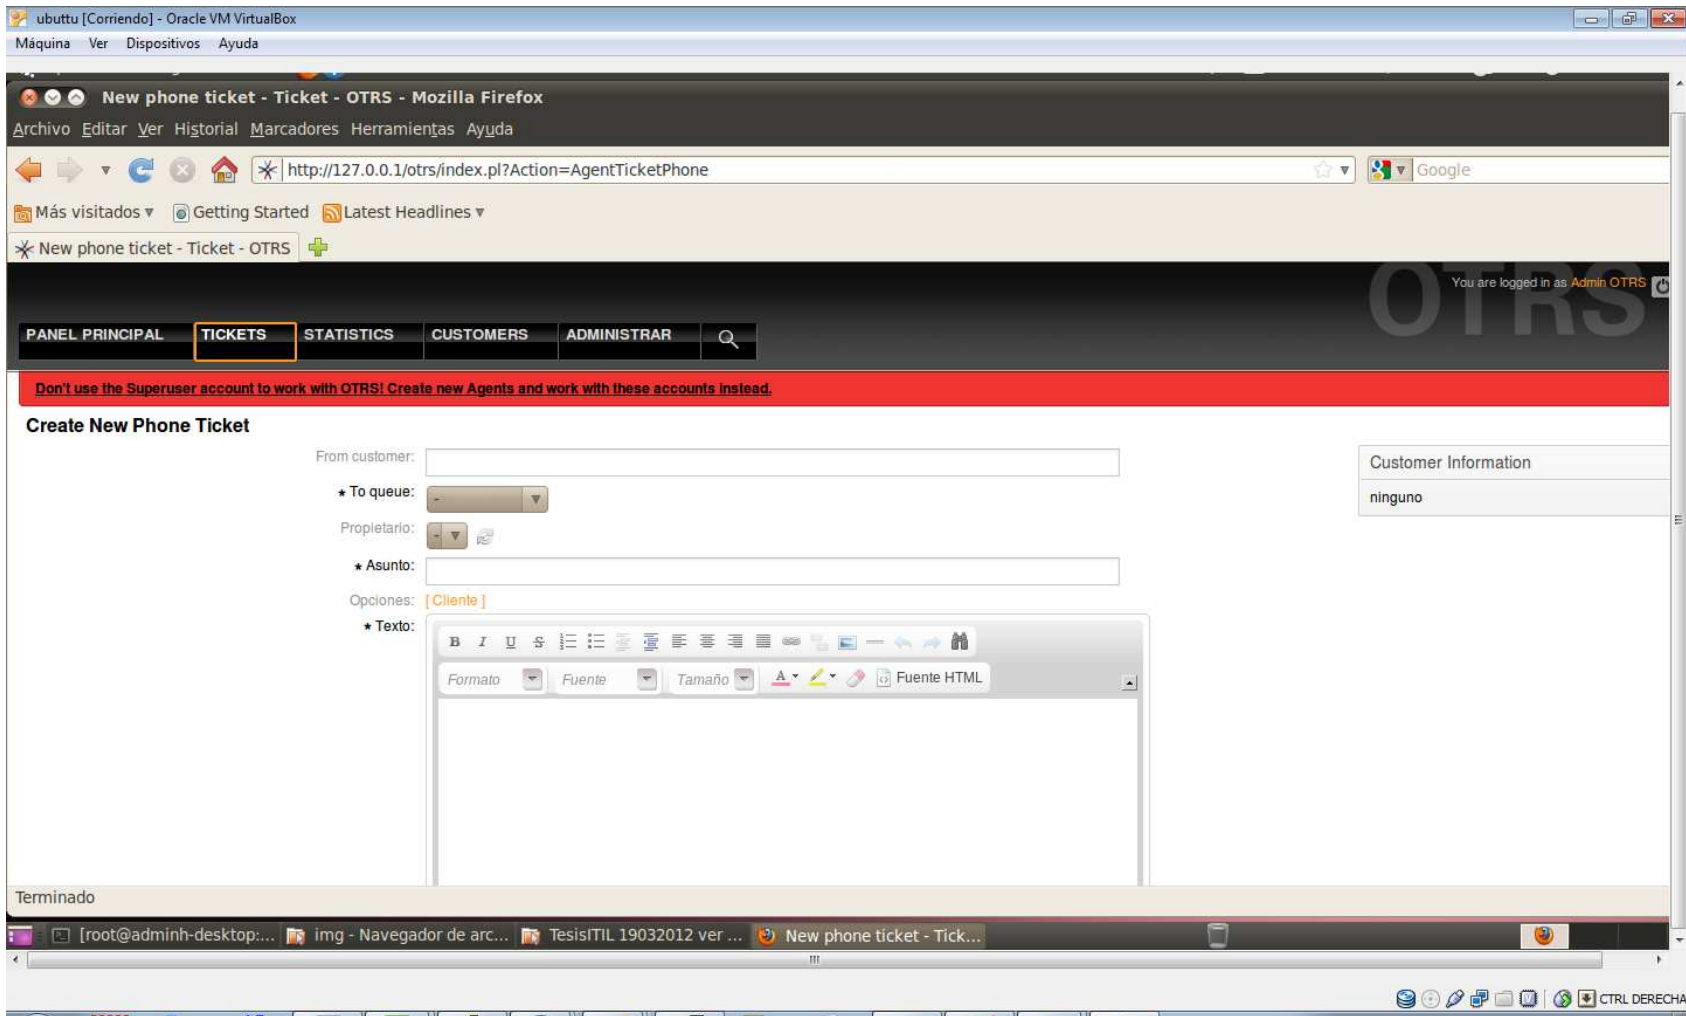 ubuttu [Corriendo] - Oracle VM VirtualBox
Máquina Ver Dispositivos Ayuda
New phone ticket - Ticket - OTRS - Mozilla Firefox
Archivo Editar Ver Historial Marcadores Herramientas Ayuda
http://127.0.0.1/otrs/index.pl?Action=AgentTicketPhone Google
Más visitados Getting Started Latest Headlines
New phone ticket - Ticket - OTRS
OTRS
You are logged in as Admin OTRS
PANEL PRINCIPAL TICKETS STATISTICS CUSTOMERS ADMINISTRAR
Don't use the Superuser account to work with OTRS! Create new Agents and work with these accounts instead.
Create New Phone Ticket
From customer:
Customer Information
* To queue: -
ninguno
Propietario: -
* Asunto:
Opciones: [ Cliente ]
* Texto:
B I U S
Formato Fuente Tamaño A Fuente HTML
Terminado
[root@adminh-desktop:... img - Navegador de arc... TesisITIL 19032012 ver ... New phone ticket - Tick...
CTRL DERECHA